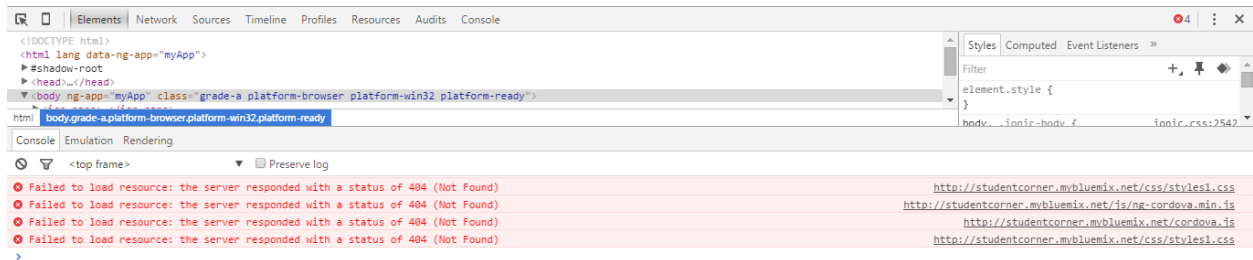 Elements Network Sources Timeline Profiles Resources Audits Console 4
<!DOCTYPE html>
<html lang data-ng-app="myApp">
#shadow-root
<head>…</head>
<body ng-app="myApp" class="grade-a platform-browser platform-win32 platform-ready">
html body.grade-a.platform-browser.platform-win32.platform-ready
Styles Computed Event Listeners »
Filter
element.style {
}
body, .ionic-body { ionic.css:2542
Console Emulation Rendering
<top frame> Preserve log
Failed to load resource: the server responded with a status of 404 (Not Found) http://studentcorner.mybluemix.net/css/styles1.css
Failed to load resource: the server responded with a status of 404 (Not Found) http://studentcorner.mybluemix.net/js/ng-cordova.min.js
Failed to load resource: the server responded with a status of 404 (Not Found) http://studentcorner.mybluemix.net/cordova.js
Failed to load resource: the server responded with a status of 404 (Not Found) http://studentcorner.mybluemix.net/css/styles1.css
>